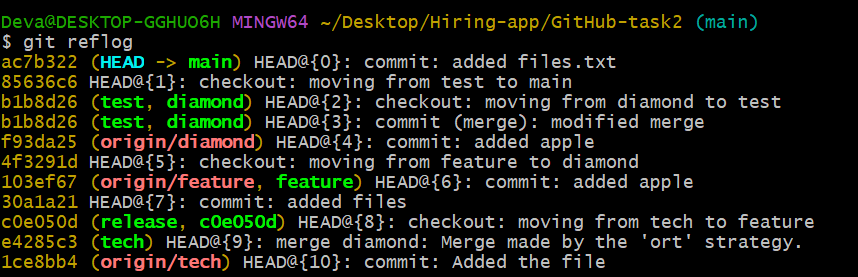 Deva@DESKTOP-GGHUO6H MINGW64 ~/Desktop/Hiring-app/GitHub-task2 (main)
$ git reflog
ac7b322 (HEAD -> main) HEAD@{0}: commit: added files.txt
85636c6 HEAD@{1}: checkout: moving from test to main
b1b8d26 (test, diamond) HEAD@{2}: checkout: moving from diamond to test
b1b8d26 (test, diamond) HEAD@{3}: commit (merge): modified merge
f93da25 (origin/diamond) HEAD@{4}: commit: added apple
4f3291d HEAD@{5}: checkout: moving from feature to diamond
103ef67 (origin/feature, feature) HEAD@{6}: commit: added apple
30a1a21 HEAD@{7}: commit: added files
c0e050d (release, c0e050d) HEAD@{8}: checkout: moving from tech to feature
e4285c3 (tech) HEAD@{9}: merge diamond: Merge made by the 'ort' strategy.
1ce8bb4 (origin/tech) HEAD@{10}: commit: Added the file